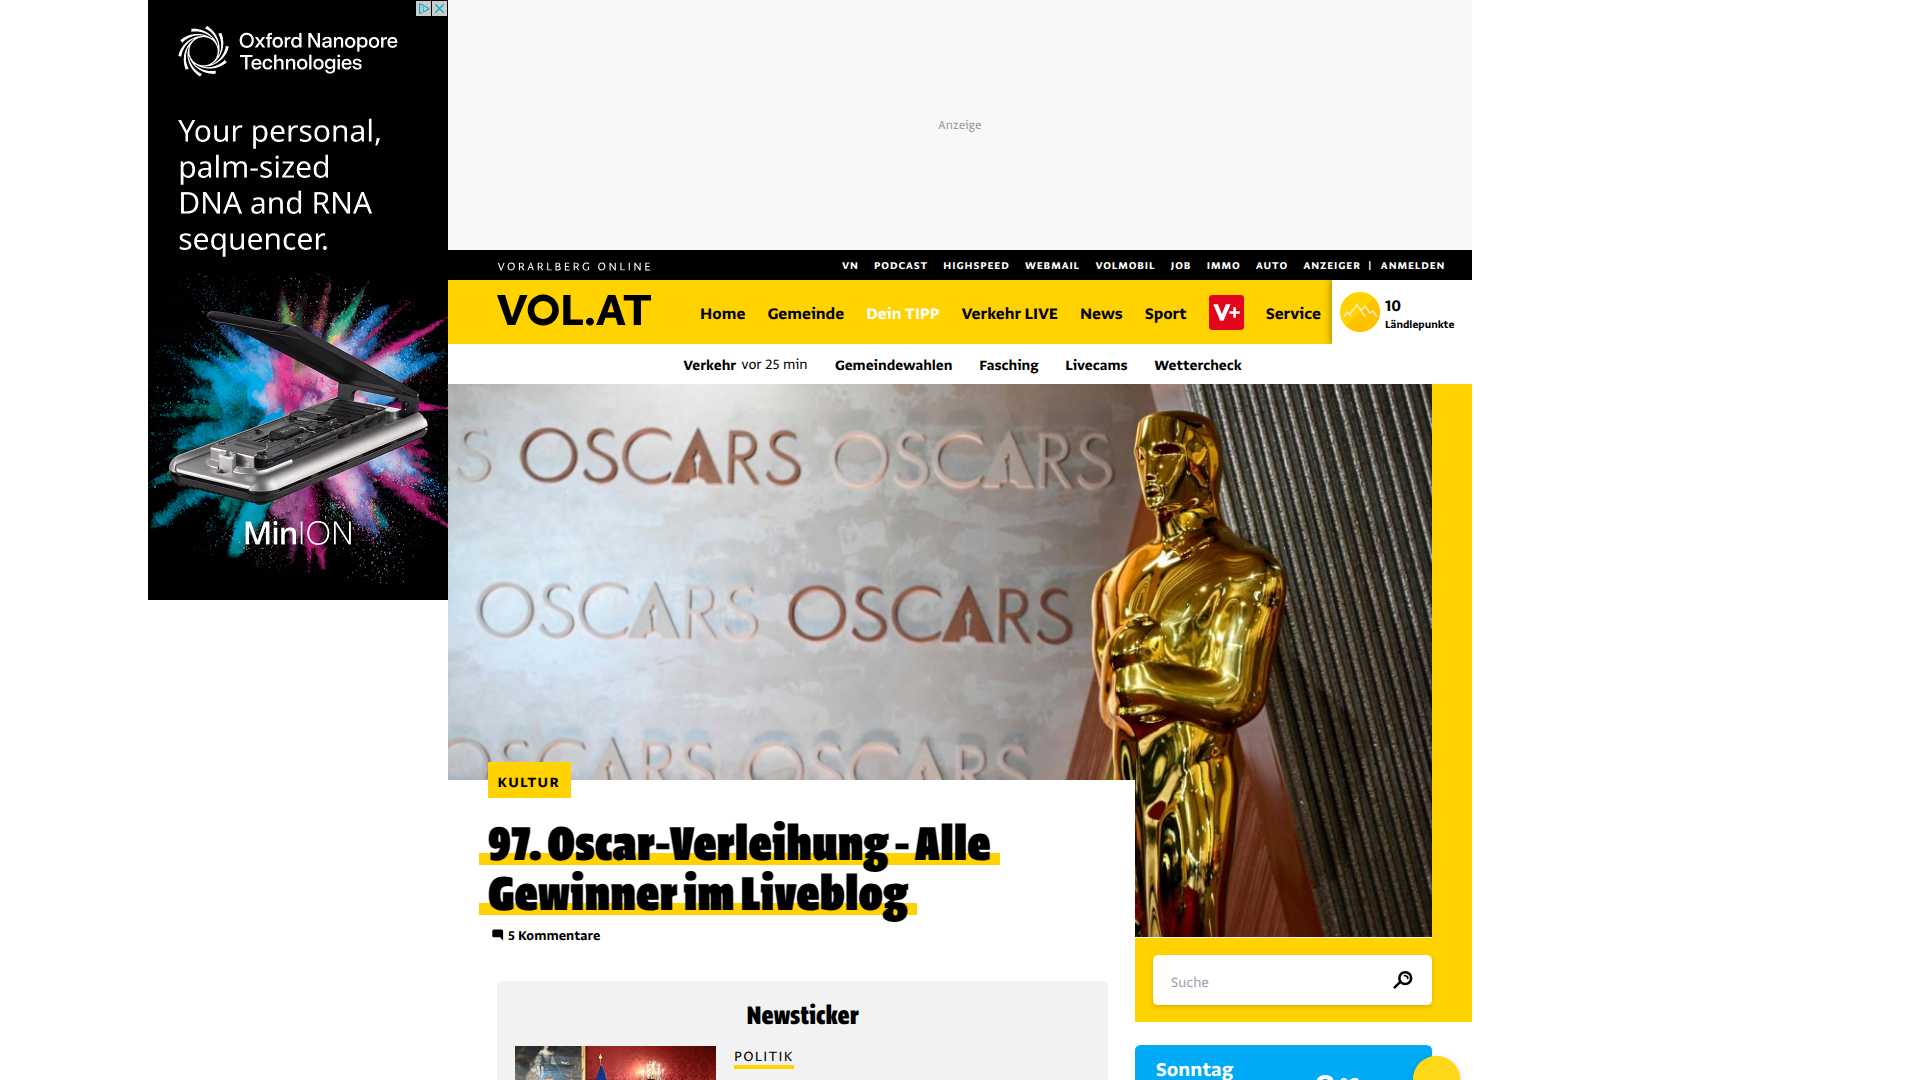 Oxford Nanopore
Technologies
Your personal,
palm-sized
DNA and RNA
sequencer.
MinION
Anzeige
VORARLBERG ONLINE
VN PODCAST HIGHSPEED WEBMAIL VOLMOBIL JOB IMMO AUTO ANZEIGER | ANMELDEN
VOL.AT
Home Gemeinde Dein TIPP Verkehr LIVE News Sport V+ Service
10
Ländlepunkte
Verkehr vor 25 min Gemeindewahlen Fasching Livecams Wettercheck
S OSCARS OSCARS
OSCARS OSCARS
OSCARS OSCARS
KULTUR
97. Oscar-Verleihung - Alle
Gewinner im Liveblog
5 Kommentare
Suche
Newsticker
POLITIK
Sonntag